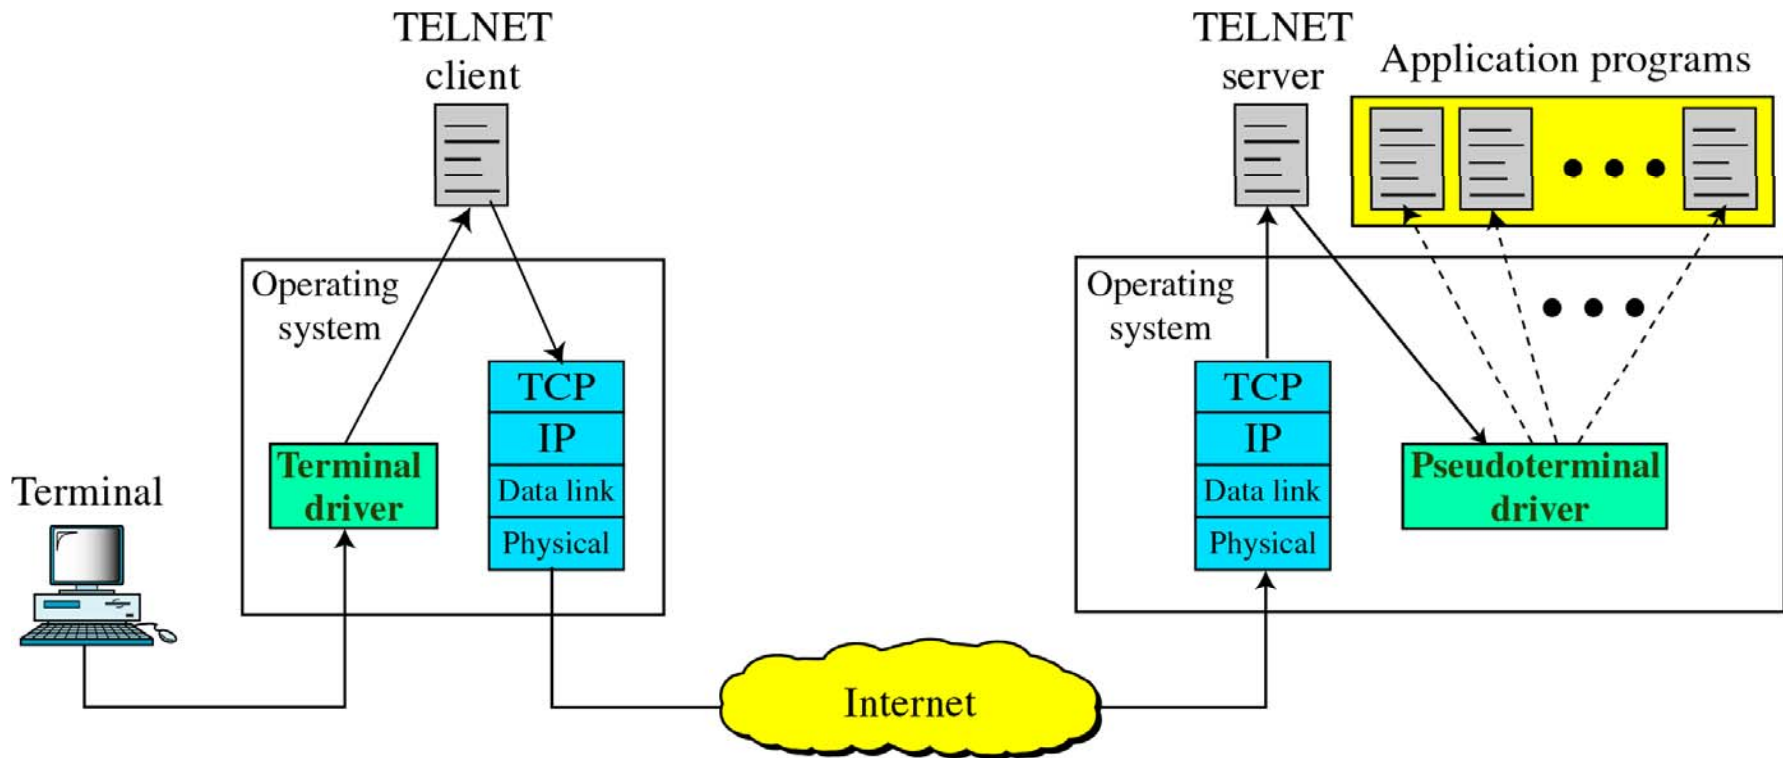 TELNET
client
TELNET
server
Application programs
Operating
system
Operating
system
TCP
IP
Data link
Physical
TCP
IP
Data link
Physical
Terminal
Terminal
driver
Pseudoterminal
driver
Internet